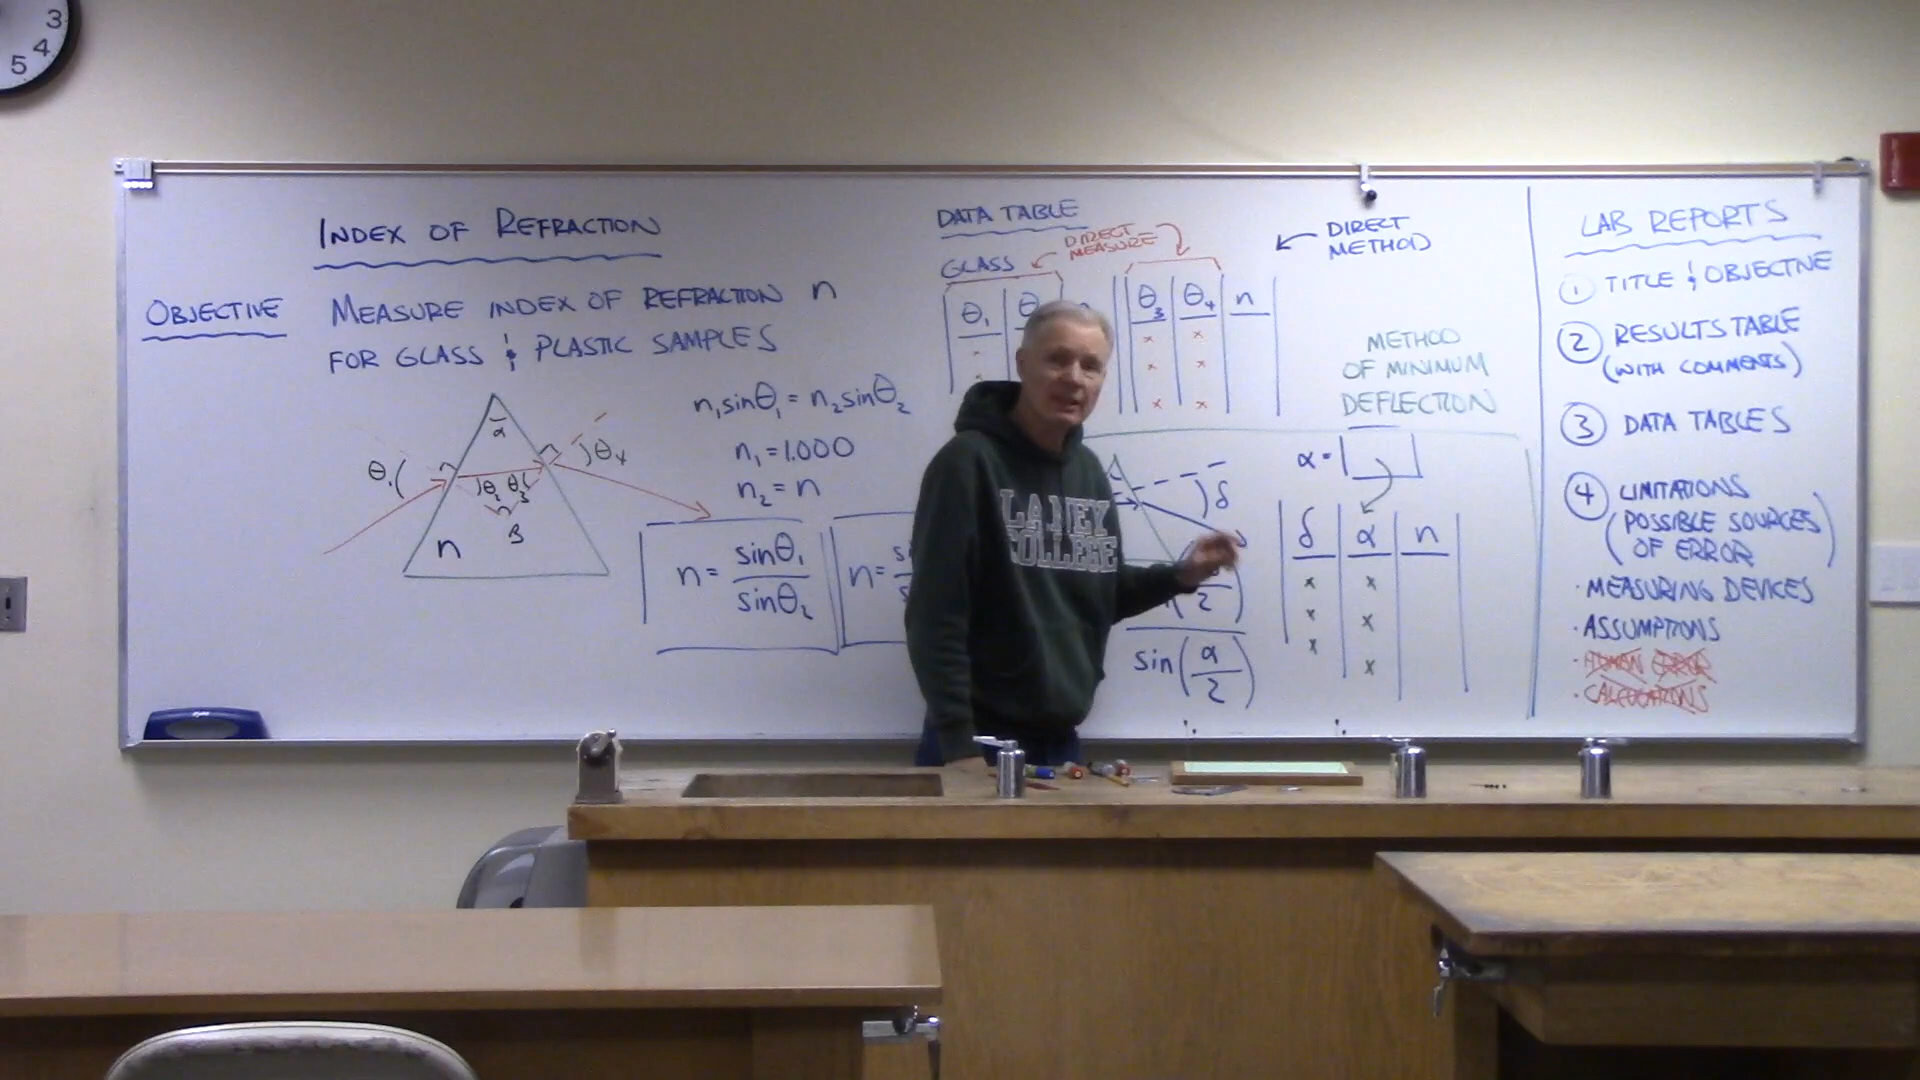 3
4
5
INDEX OF REFRACTION
OBJECTIVE MEASURE INDEX OF REFRACTION n
FOR GLASS & PLASTIC SAMPLES
α
θ₁
θ₂ θ₃
θ₄
β
n
n₁sinθ₁ = n₂sinθ₂
n₁ = 1.000
n₂ = n
n = sinθ₁
sinθ₂
n =
DATA TABLE
DIRECT
MEASURE
GLASS
θ₁ θ
θ₃ θ₄ n
x
x x
x x
DIRECT
METHOD
METHOD
OF MINIMUM
DEFLECTION
α =
δ
2
sin(α/2)
δ α n
x x
x x
x x
LANEY
COLLEGE
LAB REPORTS
① TITLE & OBJECTIVE
② RESULTS TABLE
(WITH COMMENTS)
③ DATA TABLES
④ LIMITATIONS
(POSSIBLE SOURCES
OF ERROR)
· MEASURING DEVICES
· ASSUMPTIONS
· HUMAN ERROR
· CALCULATIONS